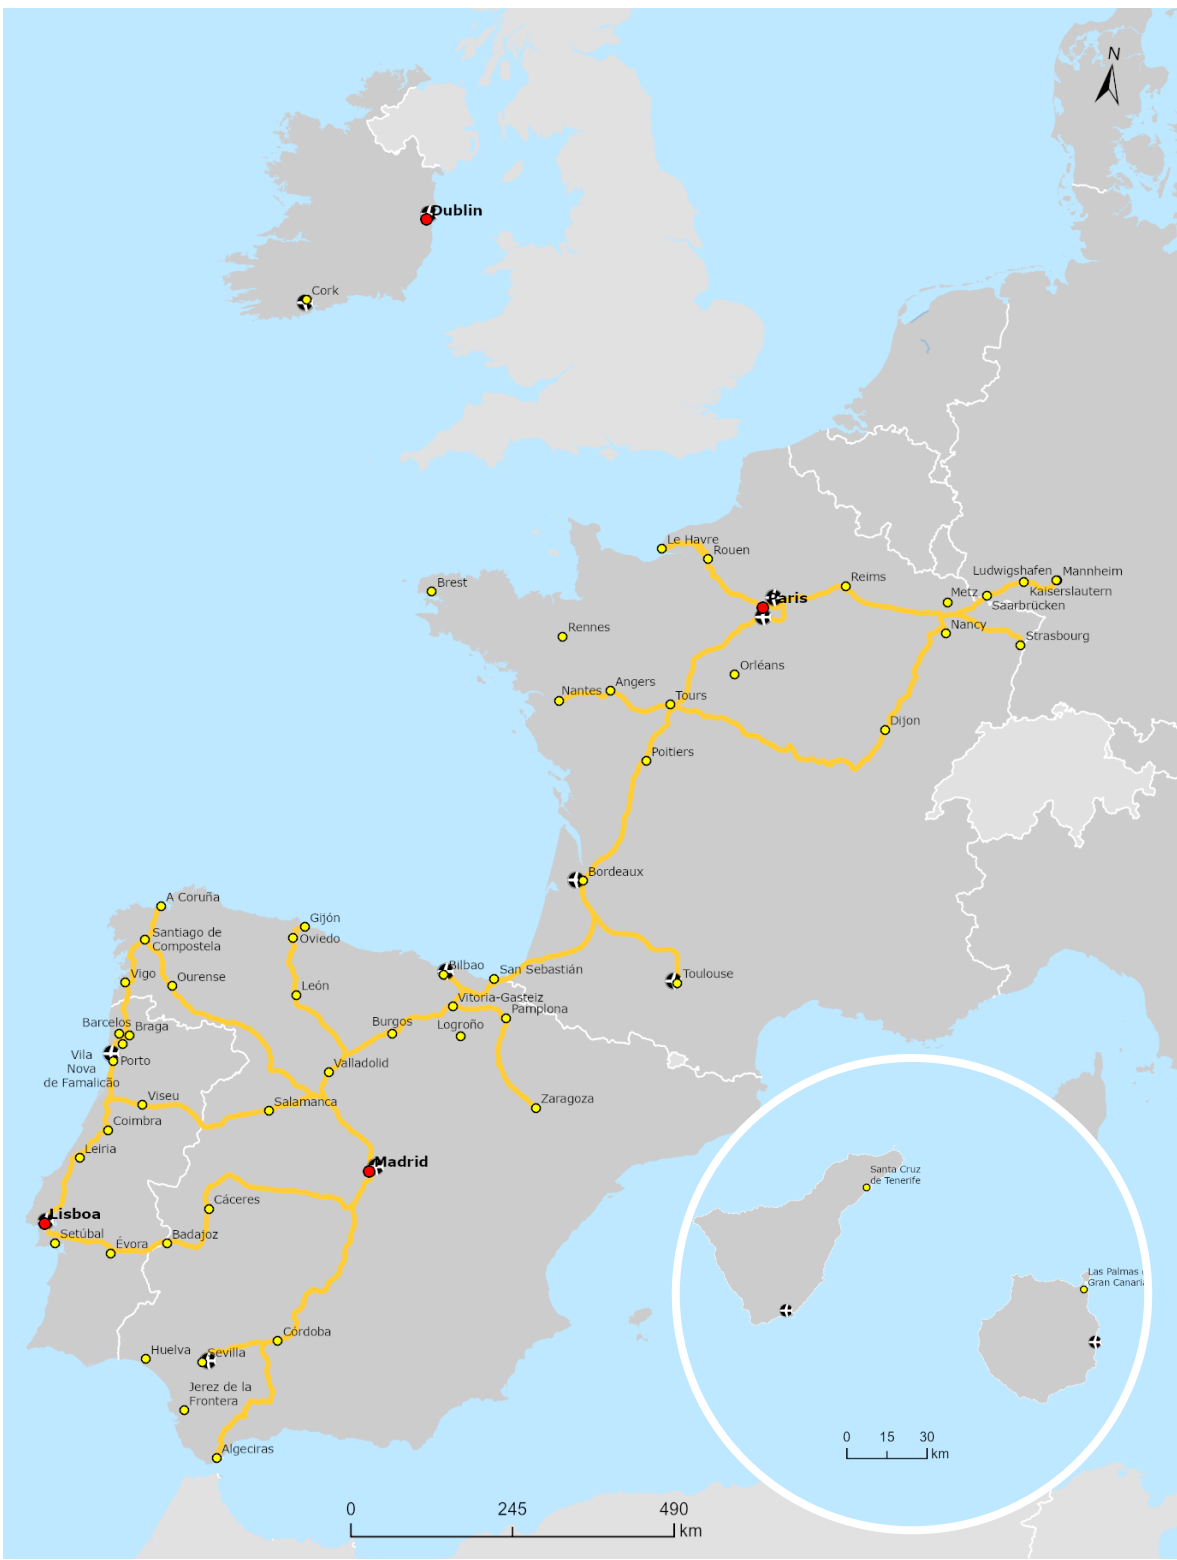 N
Dublin
Cork
Le Havre
Rouen
Brest
Reims
Ludwigshafen
Mannheim
Kaiserslautern
Metz
Saarbrücken
Paris
Rennes
Nancy
Strasbourg
Orléans
Nantes
Angers
Tours
Dijon
Poitiers
Bordeaux
A Coruña
Gijón
Santiago de
Compostela
Oviedo
Bilbao
San Sebastián
Toulouse
Vigo
Ourense
León
Vitoria-Gasteiz
Pamplona
Burgos
Logroño
Barcelos
Braga
Vila
Nova
de Famalicão
Porto
Valladolid
Viseu
Salamanca
Zaragoza
Coimbra
Leiria
Madrid
Santa Cruz
de Tenerife
Cáceres
Lisboa
Setúbal
Évora
Badajoz
Las Palmas
Gran Canaria
Córdoba
Huelva
Sevilla
Jerez de la
Frontera
Algeciras
0 15 30
km
0 245 490
km